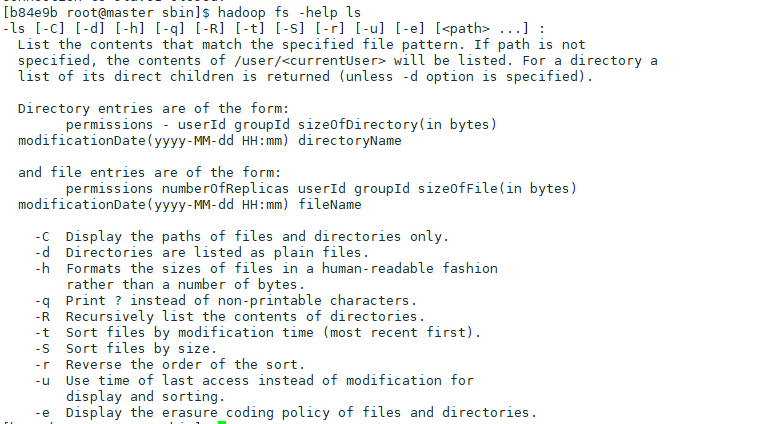 [b84e9b root@master sbin]$ hadoop fs -help ls
-ls [-C] [-d] [-h] [-q] [-R] [-t] [-S] [-r] [-u] [-e] [<path> ...] :
  List the contents that match the specified file pattern. If path is not
  specified, the contents of /user/<currentUser> will be listed. For a directory a
  list of its direct children is returned (unless -d option is specified).

  Directory entries are of the form:
        permissions - userId groupId sizeOfDirectory(in bytes)
  modificationDate(yyyy-MM-dd HH:mm) directoryName

  and file entries are of the form:
        permissions numberOfReplicas userId groupId sizeOfFile(in bytes)
  modificationDate(yyyy-MM-dd HH:mm) fileName

    -C  Display the paths of files and directories only.
    -d  Directories are listed as plain files.
    -h  Formats the sizes of files in a human-readable fashion
        rather than a number of bytes.
    -q  Print ? instead of non-printable characters.
    -R  Recursively list the contents of directories.
    -t  Sort files by modification time (most recent first).
    -S  Sort files by size.
    -r  Reverse the order of the sort.
    -u  Use time of last access instead of modification for
        display and sorting.
    -e  Display the erasure coding policy of files and directories.